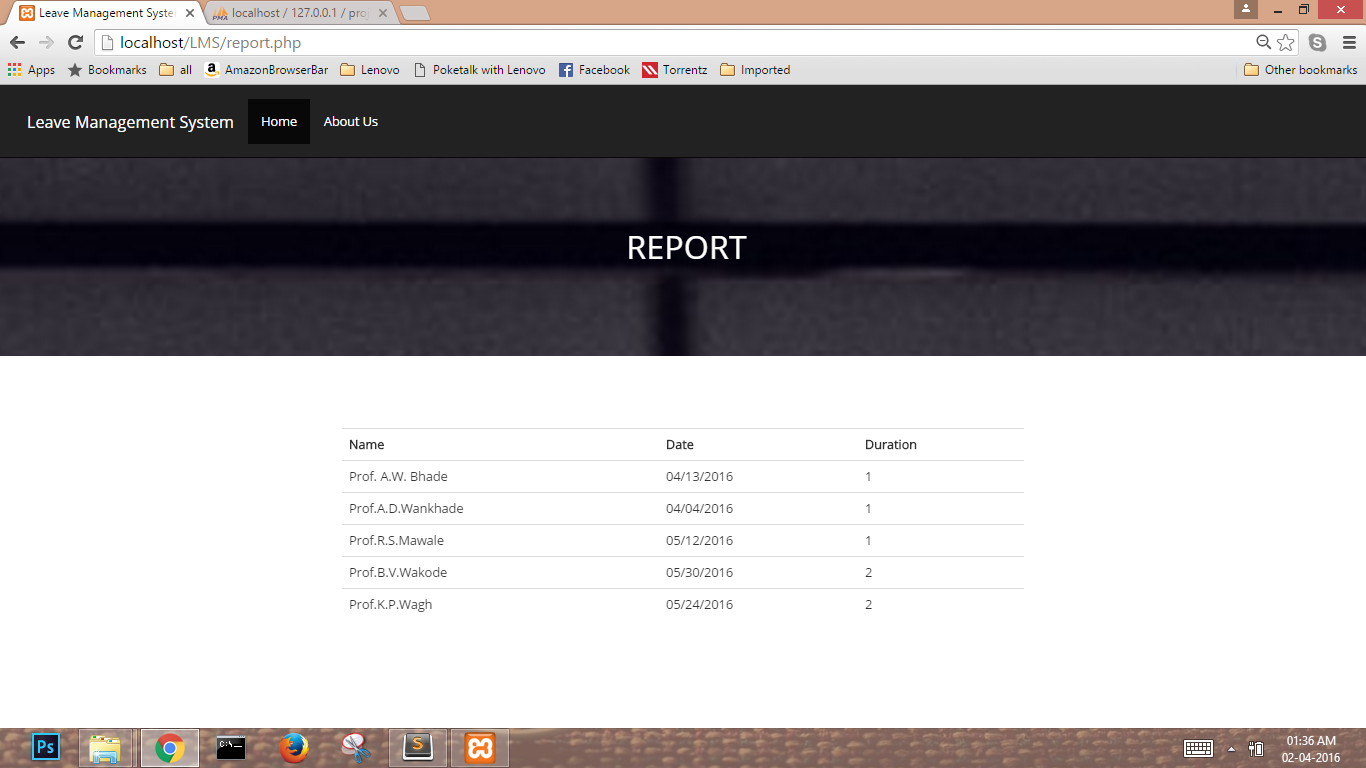 Leave Management Syste
localhost / 127.0.0.1 / pro
localhost/LMS/report.php
Apps Bookmarks all AmazonBrowserBar Lenovo Poketalk with Lenovo Facebook Torrentz Imported Other bookmarks
Leave Management System Home About Us
REPORT
Name Date Duration
Prof. A.W. Bhade 04/13/2016 1
Prof.A.D.Wankhade 04/04/2016 1
Prof.R.S.Mawale 05/12/2016 1
Prof.B.V.Wakode 05/30/2016 2
Prof.K.P.Wagh 05/24/2016 2
Ps
01:36 AM
02-04-2016